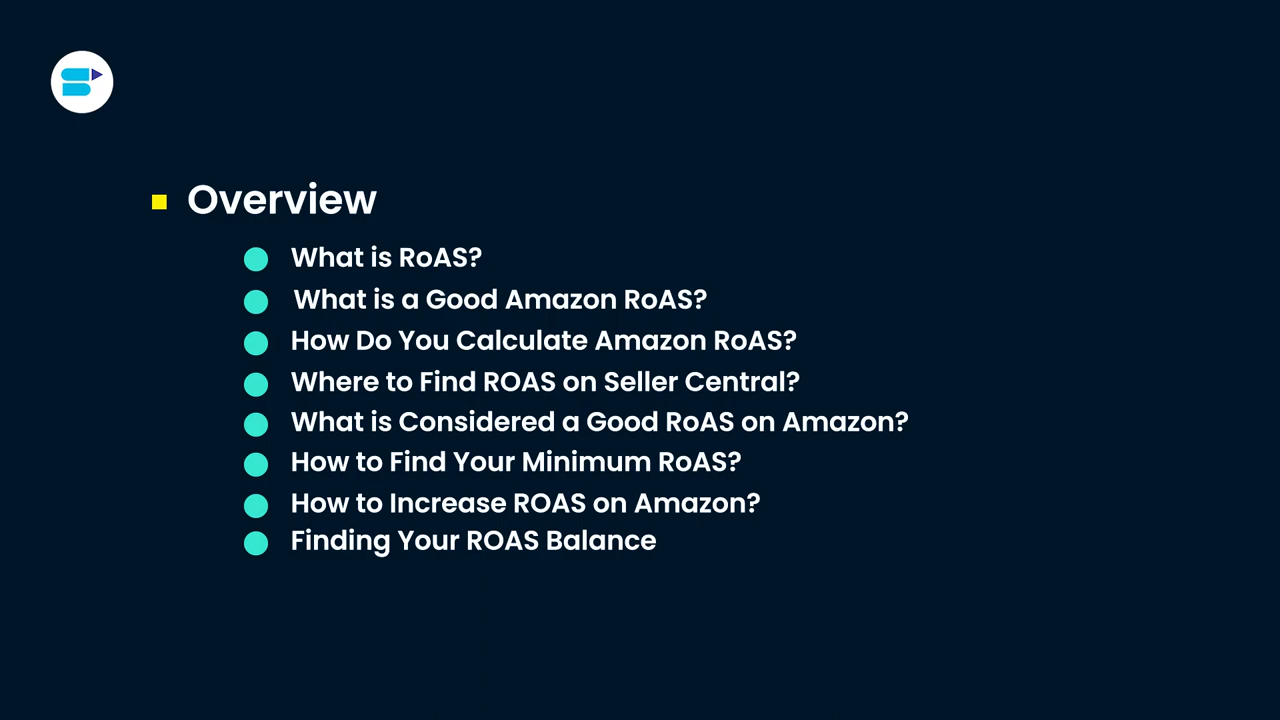 Overview
What is RoAS?
What is a Good Amazon RoAS?
How Do You Calculate Amazon RoAS?
Where to Find ROAS on Seller Central?
What is Considered a Good RoAS on Amazon?
How to Find Your Minimum RoAS?
How to Increase ROAS on Amazon?
Finding Your ROAS Balance